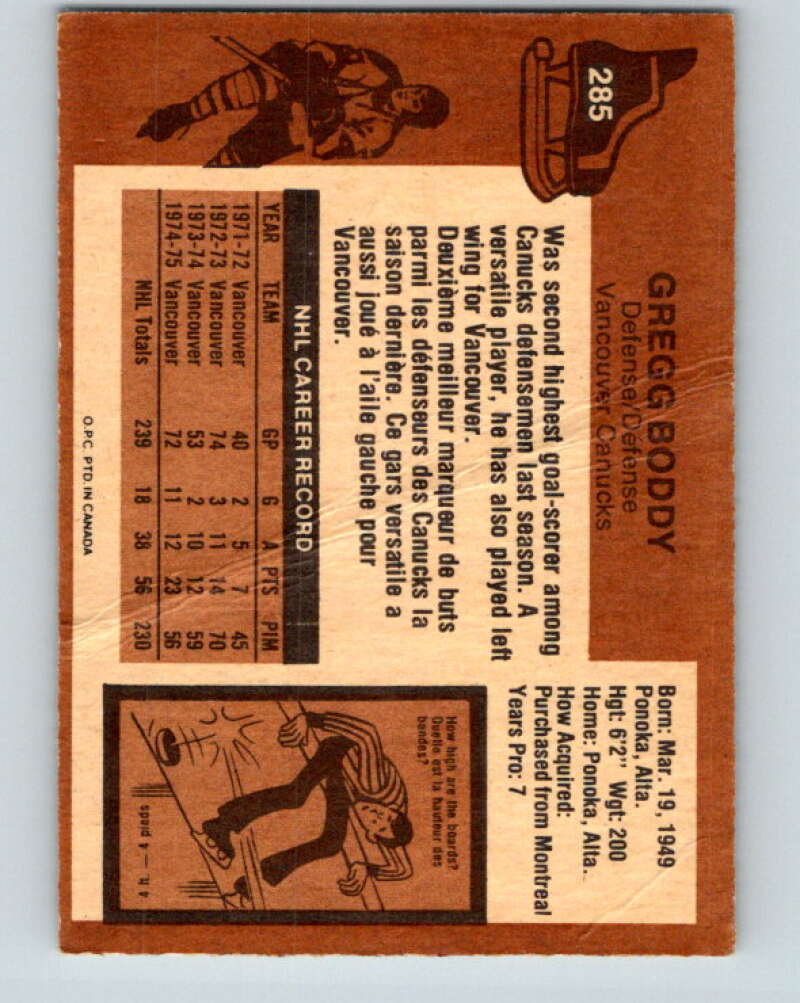 285
GREGG BODDY
Defense/Defense
Vancouver Canucks
Born: Mar. 19, 1949
Ponoka, Alta.
Hgt: 6'2" Wgt: 200
Home: Ponoka, Alta.
How Acquired:
Purchased from Montreal
Years Pro: 7
Was second highest goal-scorer among
Canucks defensemen last season. A
versatile player, he has also played left
wing for Vancouver.
Deuxième meilleur marqueur de buts
parmi les défenseurs des Canucks la
saison dernière. Ce gars versatile a
aussi joué à l'aile gauche pour
Vancouver.
NHL CAREER RECORD
YEAR TEAM GP G A PTS PIM
1971-72 Vancouver 40 2 5 7 45
1972-73 Vancouver 74 3 11 14 70
1973-74 Vancouver 53 2 10 12 59
1974-75 Vancouver 72 11 12 23 56
NHL Totals 239 18 38 56 230
How high are the boards?
Quelle est la hauteur des
bandes?
4 ft. — 4 pieds
O.P.C. PTD. IN CANADA